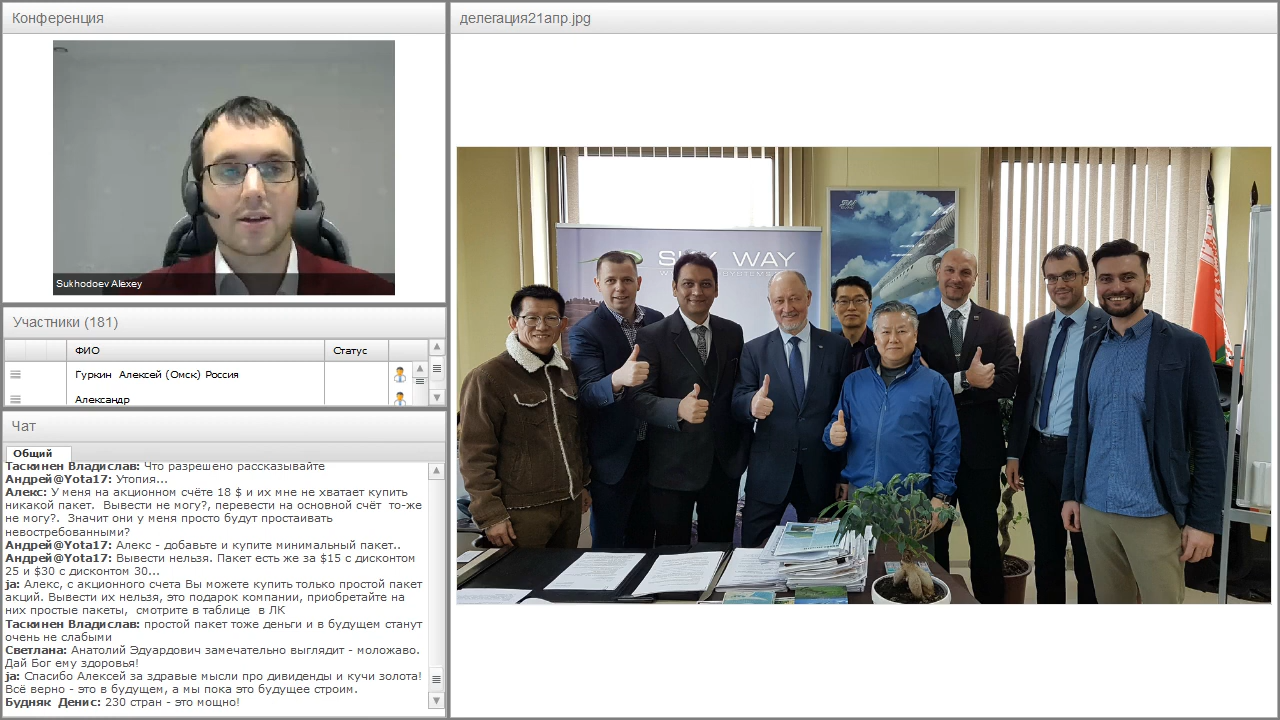 Конференция
Sukhodoev Alexey
Участники (181)
ФИО
Статус
Гуркин Алексей (Омск) Россия
Александр
Чат
Общий
Таскинен Владислав: Что разрешено рассказывайте
Андрей@Yota17: Утопия...
Алекс: У меня на акционном счёте 18 $ и их мне не хватает купить
никакой пакет. Вывести не могу?, перевести на основной счёт то-же
не могу?. Значит они у меня просто будут простаивать
невостребованными?
Андрей@Yota17: Алекс - добавьте и купите минимальный пакет..
Андрей@Yota17: Вывести нельзя. Пакет есть же за $15 с дисконтом
25 и $30 с дисконтом 30...
ja: Алекс, с акционного счета Вы можете купить только простой пакет
акций. Вывести их нельзя, это подарок компании, приобретайте на
них простые пакеты, смотрите в таблице в ЛК
Таскинен Владислав: простой пакет тоже деньги и в будущем станут
очень не слабыми
Светлана: Анатолий Эдуардович замечательно выглядит - моложаво.
Дай Бог ему здоровья!
ja: Спасибо Алексей за здравые мысли про дивиденды и кучи золота!
Всё верно - это в будущем, а мы пока это будущее строим.
Будняк Денис: 230 стран - это мощно!
делегация21апр.jpg
SKY WAY